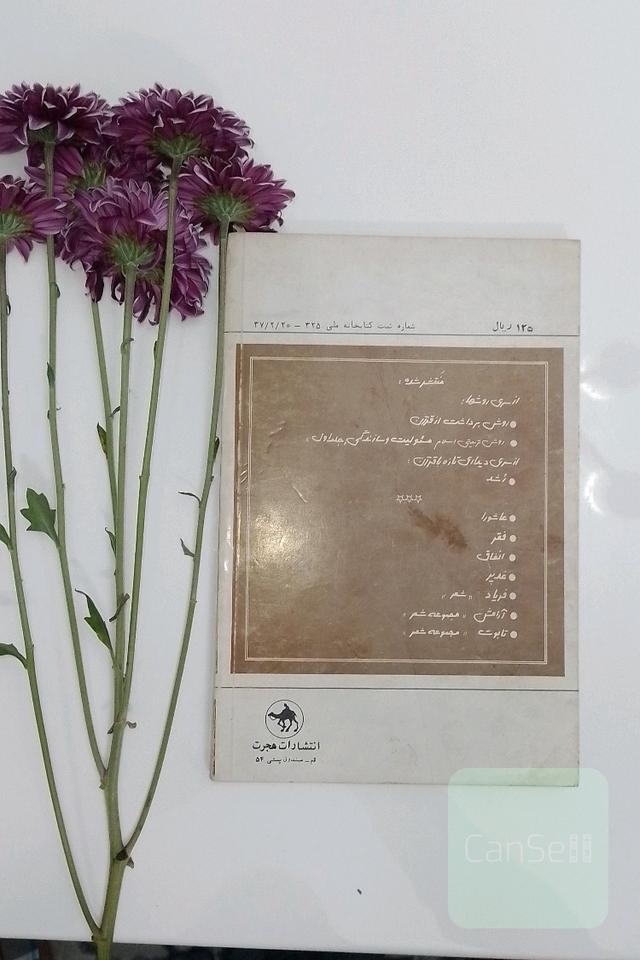 ۱۲۵ ریال
شماره ثبت کتابخانه ملی ۳۲۵ – ۳۷/۲/۲۰
منتشر شده :
از سری روشها:
● روش برداشت از قرآن
● روش تربیتی اسلام مسئولیت و سازندگی جلد اول ؛
از سری دیداری تازه با قرآن :
● رُشد
● عاشورا
● فقر
● انفاق
● غدیر
● فریاد « شعر »
● آرامش « مجموعه شعر »
● تابوت « مجموعه شعر »
انتشارات هجرت
قم – صندوق پستی ۵۴
CanSell